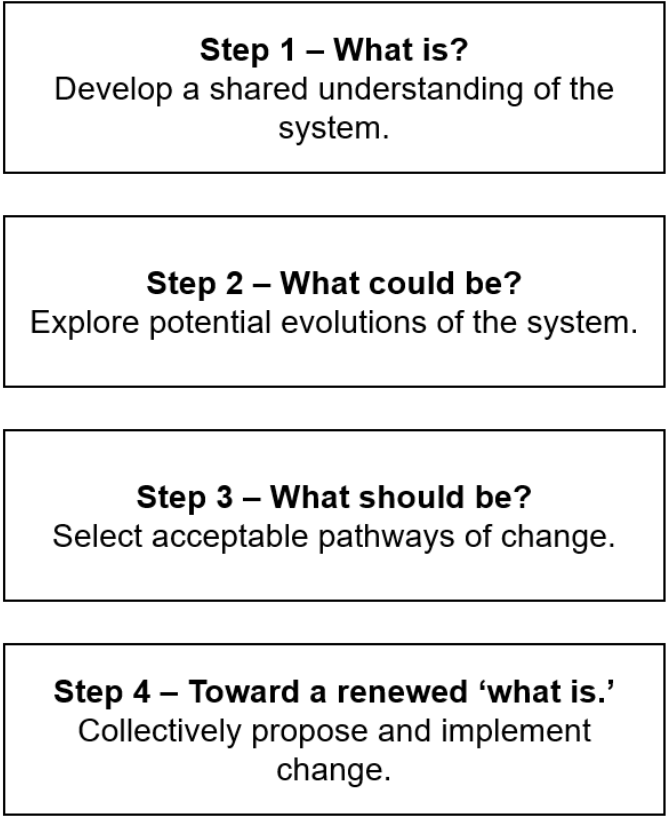 Step 1 – What is?
Develop a shared understanding of the
system.
Step 2 – What could be?
Explore potential evolutions of the system.
Step 3 – What should be?
Select acceptable pathways of change.
Step 4 – Toward a renewed ‘what is.’
Collectively propose and implement
change.